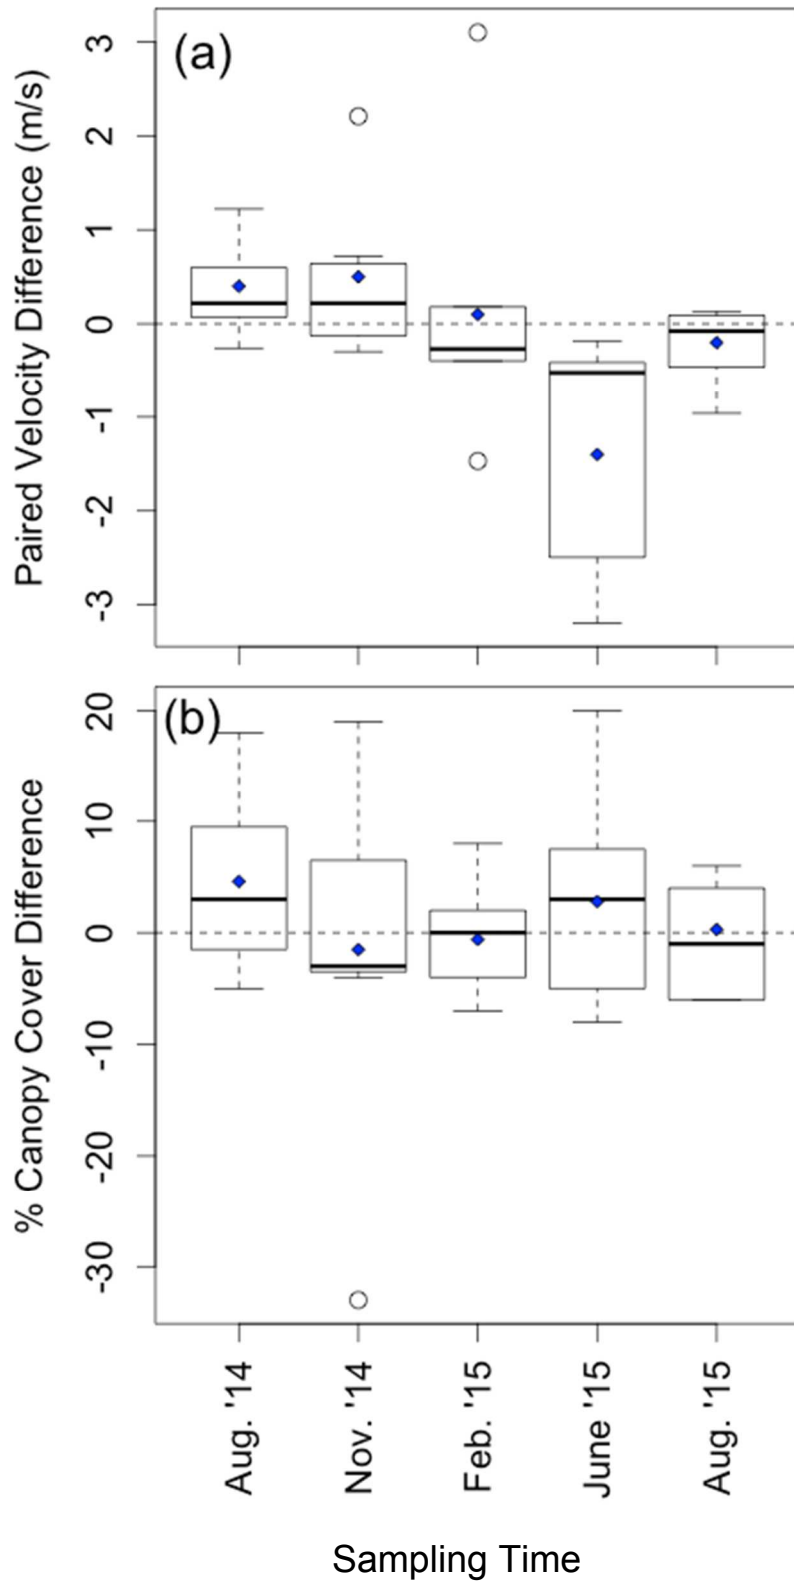 (a)
Paired Velocity Difference (m/s)
3
2
1
0
-1
-2
-3
(b)
% Canopy Cover Difference
20
10
0
-10
-20
-30
Aug. '14
Nov. '14
Feb. '15
June '15
Aug. '15
Sampling Time